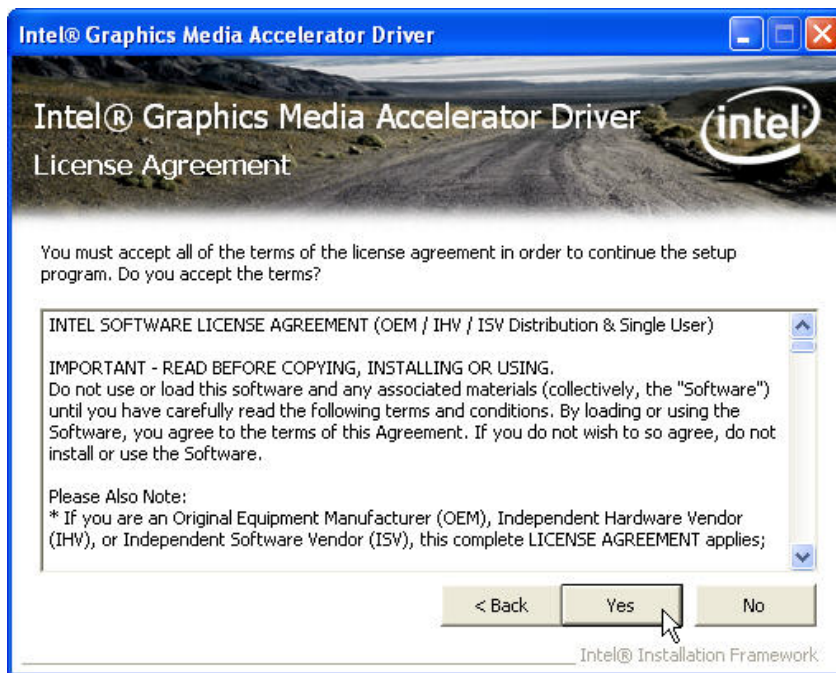 Intel® Graphics Media Accelerator Driver
Intel® Graphics Media Accelerator Driver
intel®
License Agreement
You must accept all of the terms of the license agreement in order to continue the setup
program. Do you accept the terms?
INTEL SOFTWARE LICENSE AGREEMENT (OEM / IHV / ISV Distribution & Single User)
IMPORTANT - READ BEFORE COPYING, INSTALLING OR USING.
Do not use or load this software and any associated materials (collectively, the "Software")
until you have carefully read the following terms and conditions. By loading or using the
Software, you agree to the terms of this Agreement. If you do not wish to so agree, do not
install or use the Software.
Please Also Note:
* If you are an Original Equipment Manufacturer (OEM), Independent Hardware Vendor
(IHV), or Independent Software Vendor (ISV), this complete LICENSE AGREEMENT applies;
< Back Yes No
Intel® Installation Framework